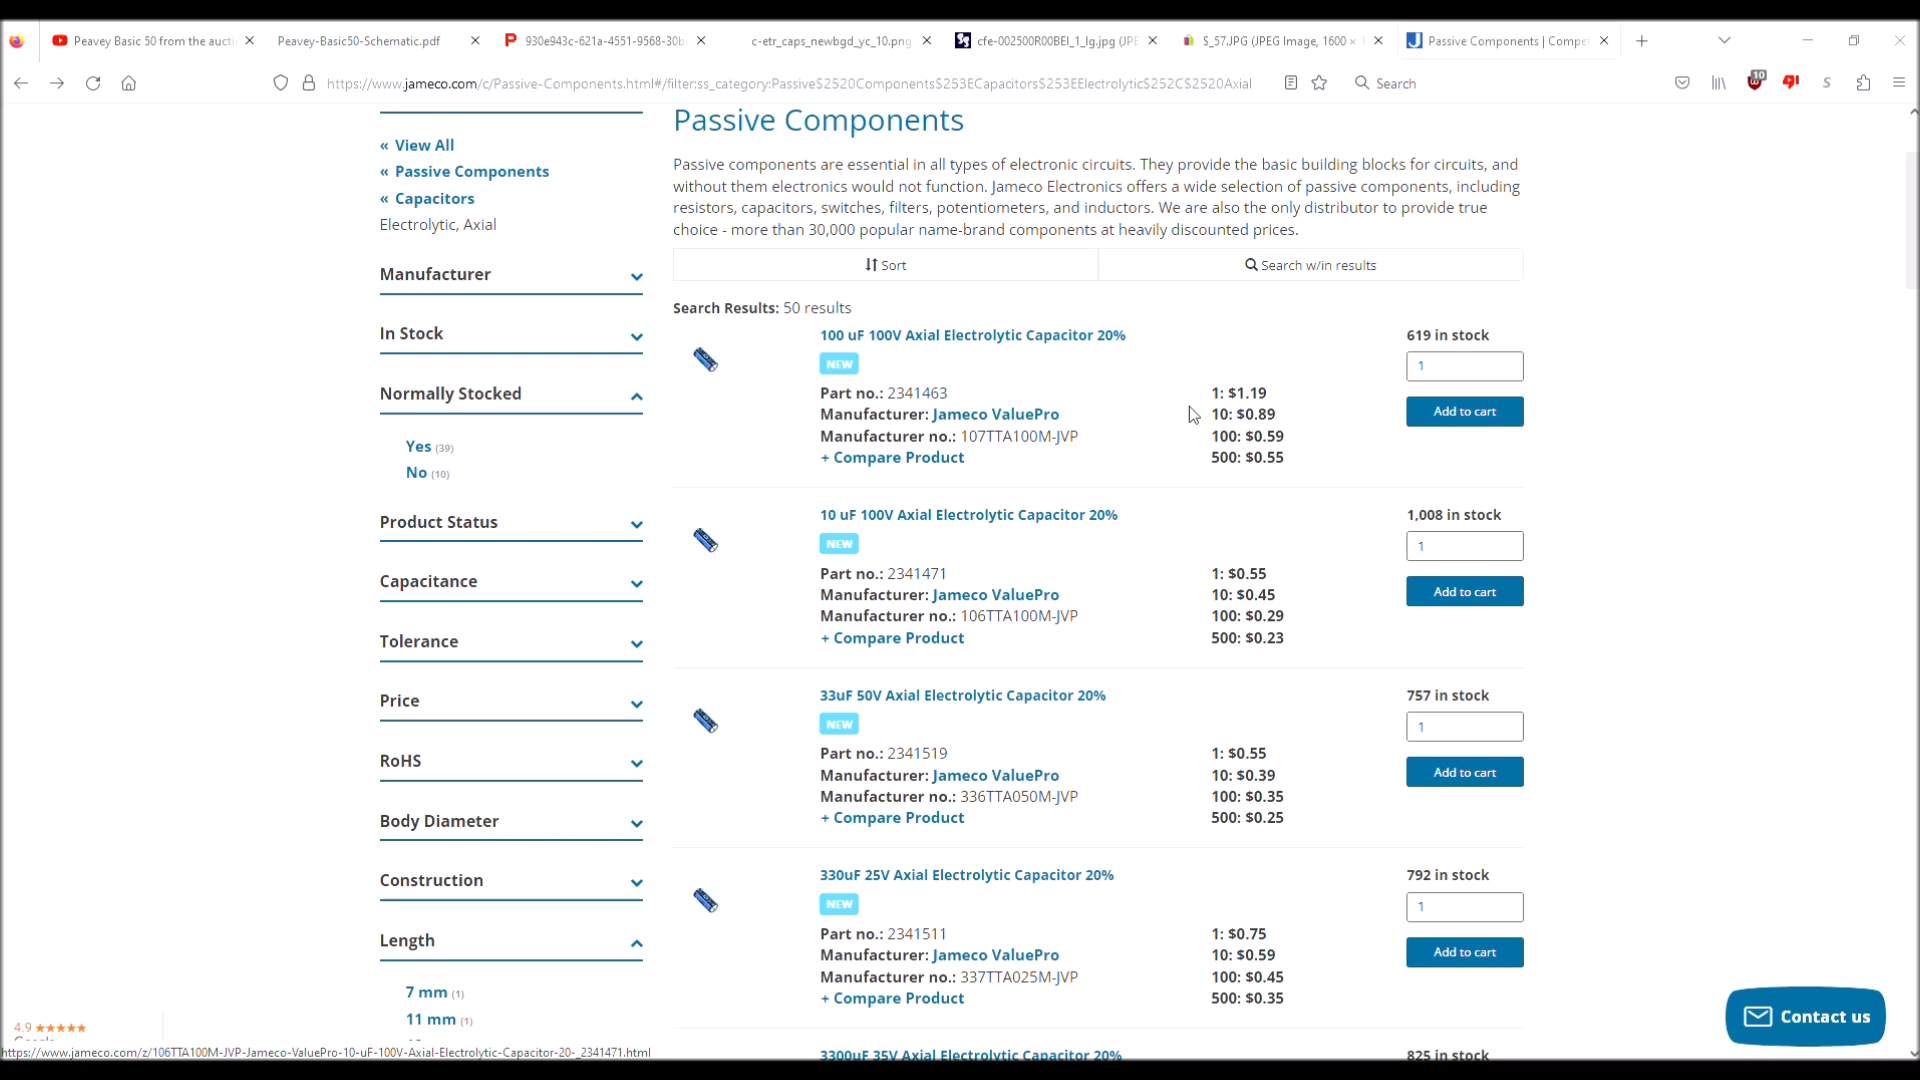 Peavey Basic 50 from the aucti
Peavey-Basic50-Schematic.pdf
930e943c-621a-4551-9568-30b
c-etr_caps_newbgd_yc_10.png
cfe-002500R00BEI_1_lg.jpg (JPE
S_57.JPG (JPEG Image, 1600 ×
Passive Components | Compe
https://www.jameco.com/c/Passive-Components.html#/filter:ss_category:Passive$2520Components$253ECapacitors$253EElectrolytic$252C$2520Axial
Search
10
« View All
« Passive Components
« Capacitors
Electrolytic, Axial
Manufacturer
In Stock
Normally Stocked
Yes (39)
No (10)
Product Status
Capacitance
Tolerance
Price
RoHS
Body Diameter
Construction
Length
7 mm (1)
11 mm (1)
Passive Components
Passive components are essential in all types of electronic circuits. They provide the basic building blocks for circuits, and
without them electronics would not function. Jameco Electronics offers a wide selection of passive components, including
resistors, capacitors, switches, filters, potentiometers, and inductors. We are also the only distributor to provide true
choice - more than 30,000 popular name-brand components at heavily discounted prices.
Sort
Search w/in results
Search Results: 50 results
100 uF 100V Axial Electrolytic Capacitor 20%
NEW
Part no.: 2341463
Manufacturer: Jameco ValuePro
Manufacturer no.: 107TTA100M-JVP
+ Compare Product
1: $1.19
10: $0.89
100: $0.59
500: $0.55
619 in stock
1
Add to cart
10 uF 100V Axial Electrolytic Capacitor 20%
NEW
Part no.: 2341471
Manufacturer: Jameco ValuePro
Manufacturer no.: 106TTA100M-JVP
+ Compare Product
1: $0.55
10: $0.45
100: $0.29
500: $0.23
1,008 in stock
1
Add to cart
33uF 50V Axial Electrolytic Capacitor 20%
NEW
Part no.: 2341519
Manufacturer: Jameco ValuePro
Manufacturer no.: 336TTA050M-JVP
+ Compare Product
1: $0.55
10: $0.39
100: $0.35
500: $0.25
757 in stock
1
Add to cart
330uF 25V Axial Electrolytic Capacitor 20%
NEW
Part no.: 2341511
Manufacturer: Jameco ValuePro
Manufacturer no.: 337TTA025M-JVP
+ Compare Product
1: $0.75
10: $0.59
100: $0.45
500: $0.35
792 in stock
1
Add to cart
3300uF 35V Axial Electrolytic Capacitor 20%
825 in stock
Contact us
4.9 ★★★★★
https://www.jameco.com/z/106TTA100M-JVP-Jameco-ValuePro-10-uF-100V-Axial-Electrolytic-Capacitor-20-_2341471.html